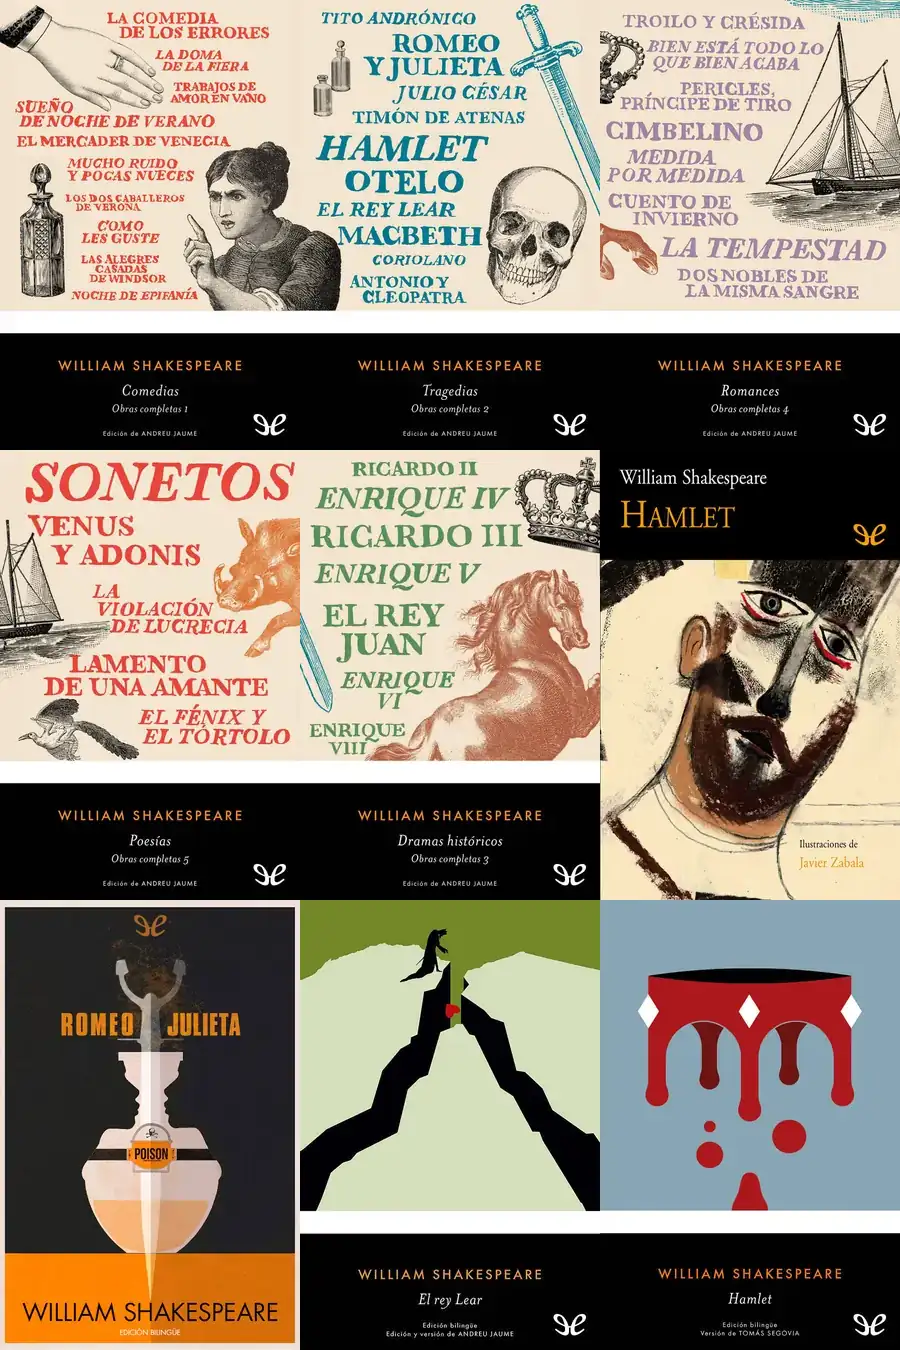 LA COMEDIA
DE LOS ERRORES
LA DOMA
DE LA FIERA
TRABAJOS DE
AMOR EN VANO
SUEÑO
DE NOCHE DE VERANO
EL MERCADER DE VENECIA
MUCHO RUIDO
Y POCAS NUECES
LOS DOS CABALLEROS
DE VERONA
COMO
LES GUSTE
LAS ALEGRES
CASADAS
DE WINDSOR
NOCHE DE EPIFANÍA
WILLIAM SHAKESPEARE
Comedias
Obras completas 1
Edición de ANDREU JAUME
TITO ANDRÓNICO
ROMEO
Y JULIETA
JULIO CÉSAR
TIMÓN DE ATENAS
HAMLET
OTELO
EL REY LEAR
MACBETH
CORIOLANO
ANTONIO Y
CLEOPATRA
WILLIAM SHAKESPEARE
Tragedias
Obras completas 2
Edición de ANDREU JAUME
TROILO Y CRÉSIDA
BIEN ESTÁ TODO LO
QUE BIEN ACABA
PERICLES,
PRÍNCIPE DE TIRO
CIMBELINO
MEDIDA
POR MEDIDA
CUENTO DE
INVIERNO
LA TEMPESTAD
DOS NOBLES DE
LA MISMA SANGRE
WILLIAM SHAKESPEARE
Romances
Obras completas 4
Edición de ANDREU JAUME
SONETOS
VENUS
Y ADONIS
LA
VIOLACIÓN
DE LUCRECIA
LAMENTO
DE UNA AMANTE
EL FÉNIX Y
EL TÓRTOLO
WILLIAM SHAKESPEARE
Poesías
Obras completas 5
Edición de ANDREU JAUME
RICARDO II
ENRIQUE IV
RICARDO III
ENRIQUE V
EL REY
JUAN
ENRIQUE
VI
ENRIQUE
VIII
WILLIAM SHAKESPEARE
Dramas históricos
Obras completas 3
Edición de ANDREU JAUME
William Shakespeare
HAMLET
Ilustraciones de
Javier Zabala
ROMEO JULIETA
POISON
WILLIAM SHAKESPEARE
EDICIÓN BILINGÜE
WILLIAM SHAKESPEARE
El rey Lear
Edición bilingüe
Edición y versión de ANDREU JAUME
WILLIAM SHAKESPEARE
Hamlet
Edición bilingüe
Versión de TOMÁS SEGOVIA